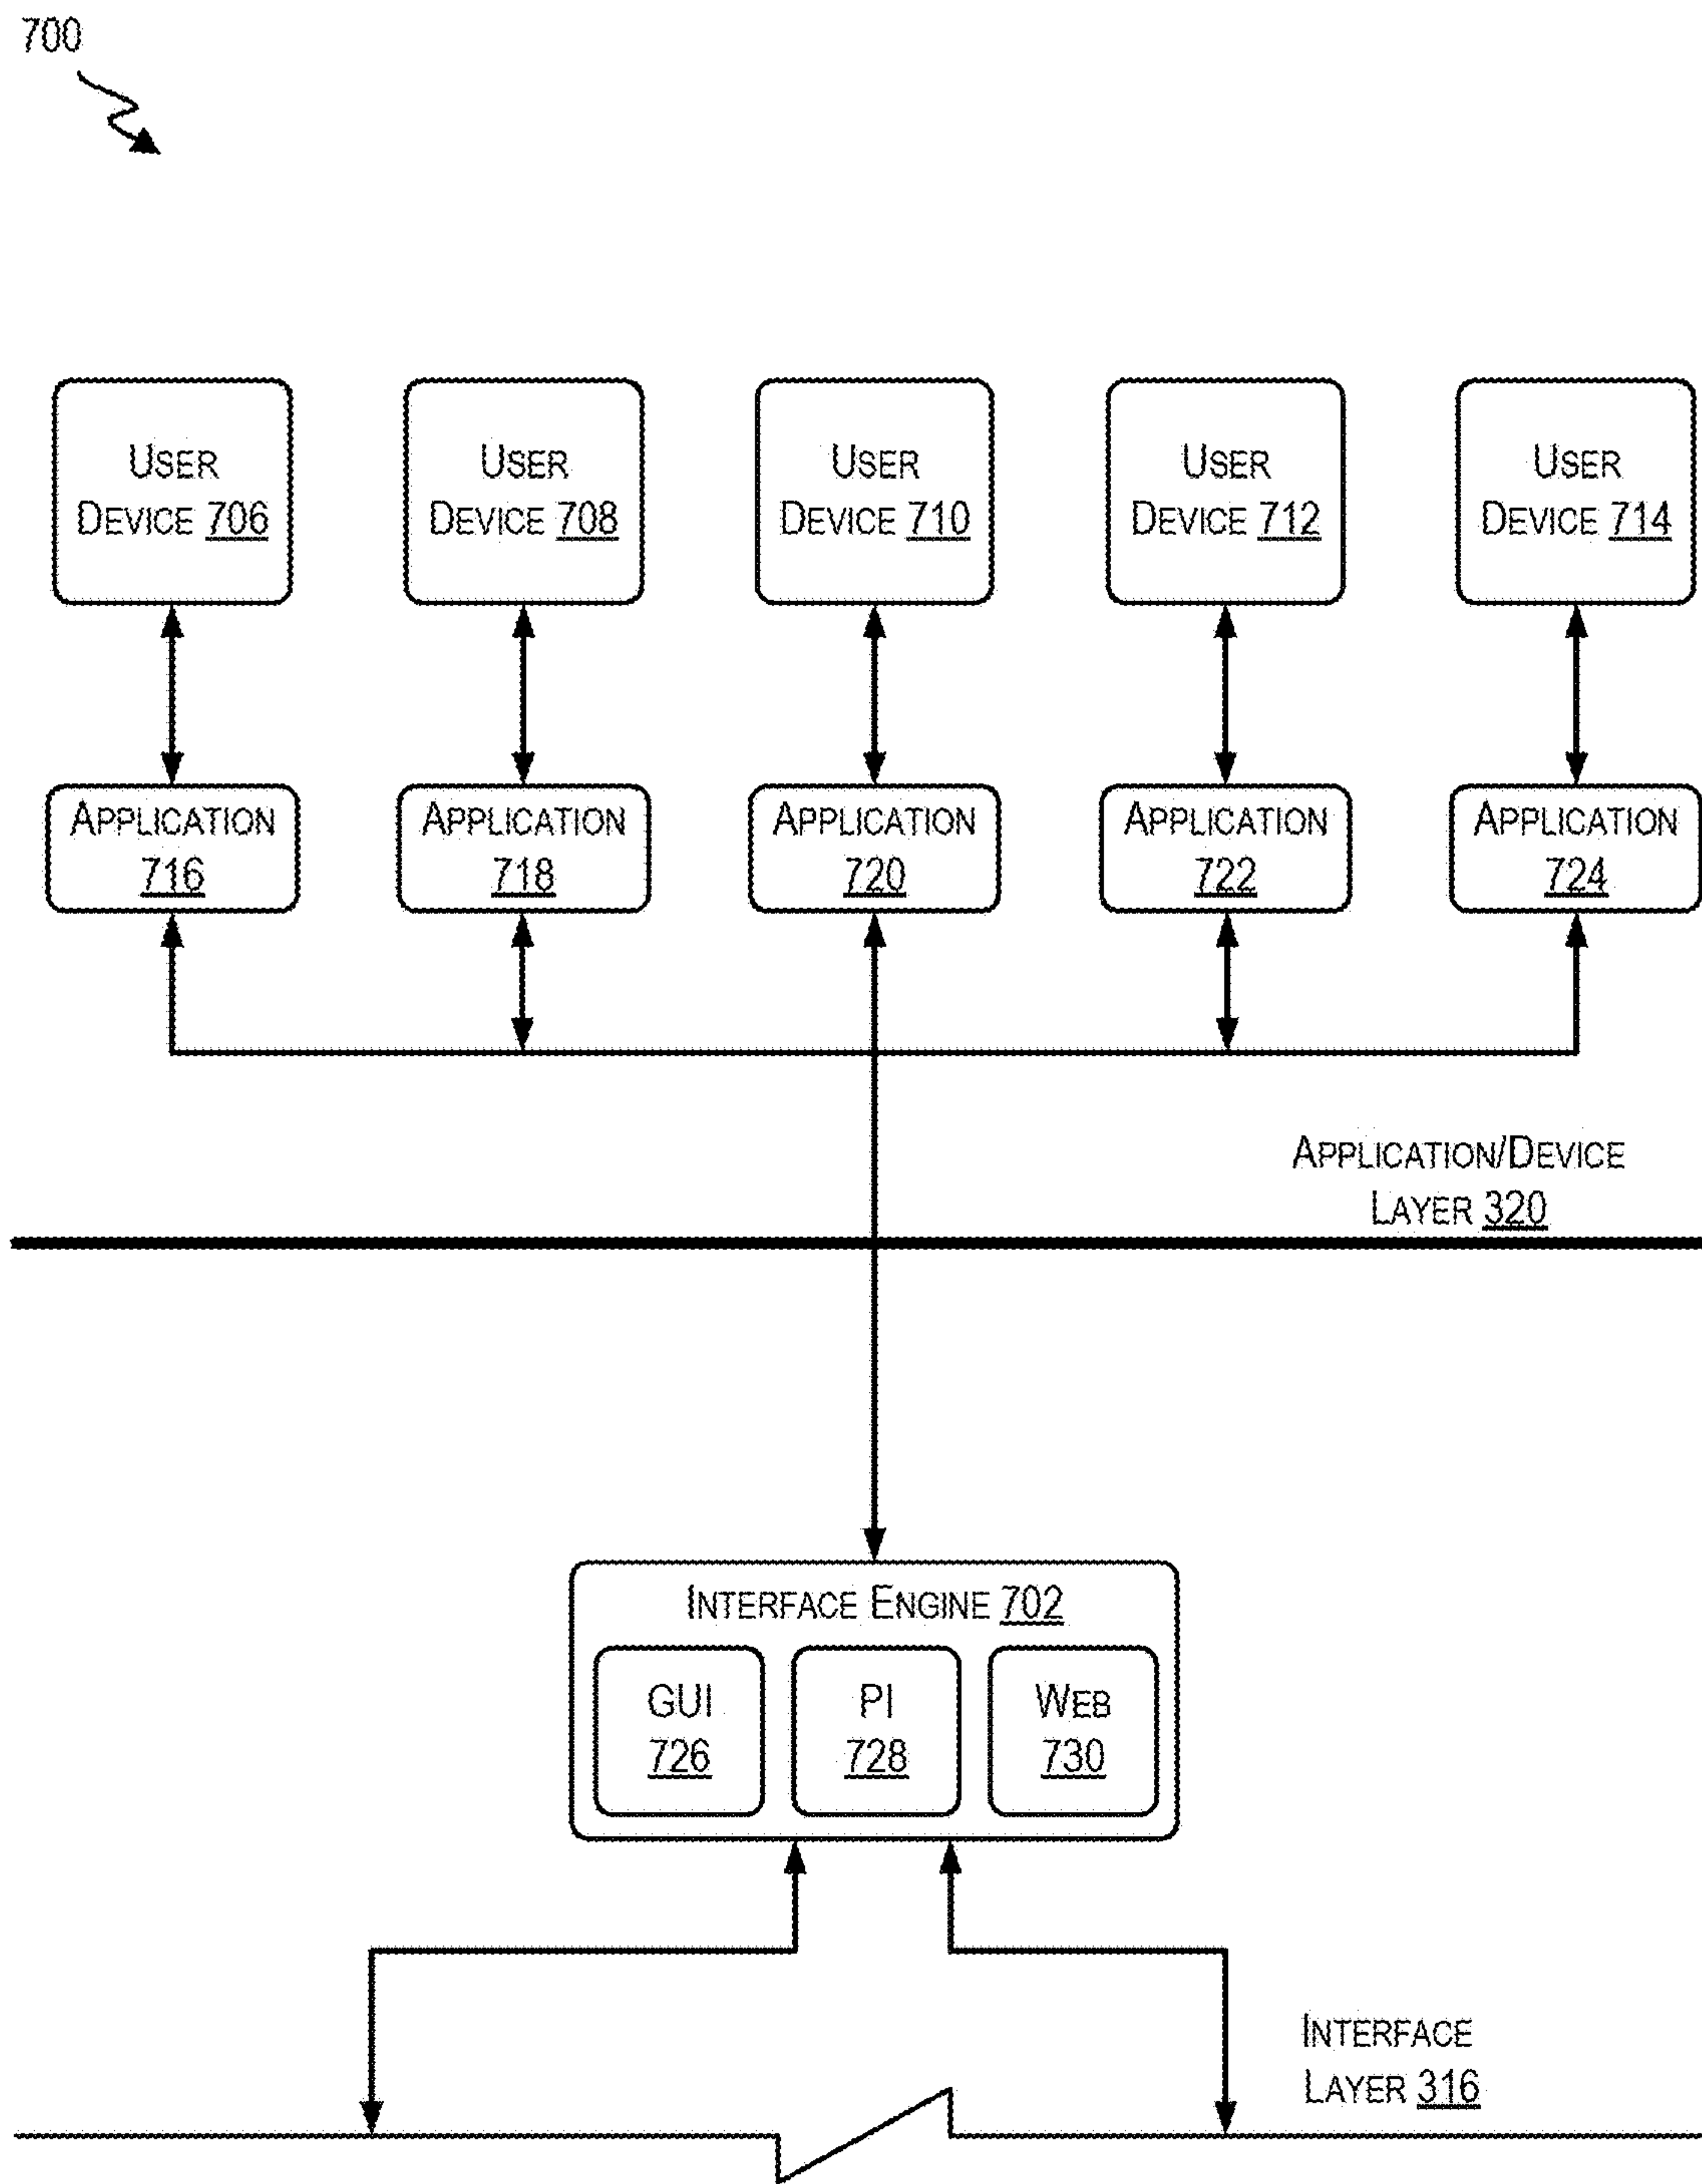 700
USER
DEVICE 706
USER
DEVICE 708
USER
DEVICE 710
USER
DEVICE 712
USER
DEVICE 714
APPLICATION
716
APPLICATION
718
APPLICATION
720
APPLICATION
722
APPLICATION
724
APPLICATION/DEVICE
LAYER 320
INTERFACE ENGINE 702
GUI
726
PI
728
WEB
730
INTERFACE
LAYER 316